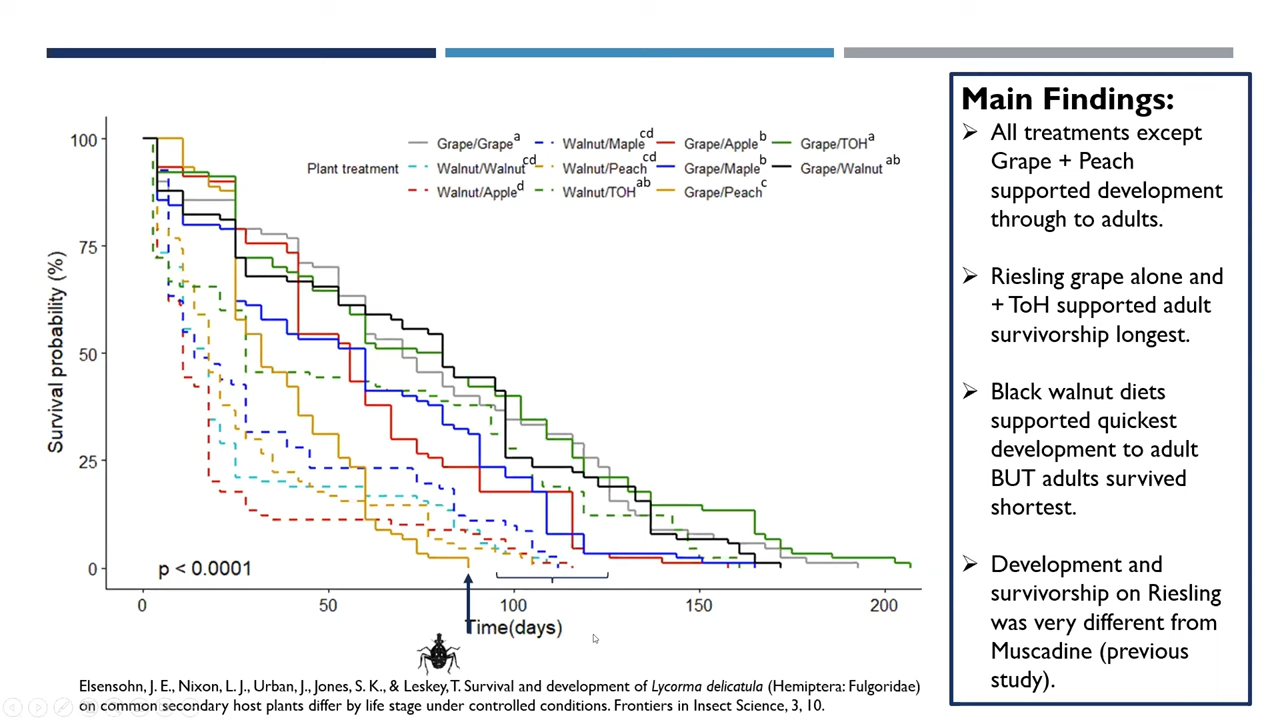 100
75
50
25
0
Survival probability (%)
Plant treatment
Grape/Grape a
Walnut/Maple cd
Grape/Apple b
Grape/TOH a
Walnut/Walnut cd
Walnut/Peach cd
Grape/Maple b
Grape/Walnut ab
Walnut/Apple d
Walnut/TOH ab
Grape/Peach c
p < 0.0001
0
50
100
150
200
Time(days)
Main Findings:
➢ All treatments except
Grape + Peach
supported development
through to adults.
➢ Riesling grape alone and
+ ToH supported adult
survivorship longest.
➢ Black walnut diets
supported quickest
development to adult
BUT adults survived
shortest.
➢ Development and
survivorship on Riesling
was very different from
Muscadine (previous
study).
Elsensohn, J. E., Nixon, L. J., Urban, J., Jones, S. K., & Leskey, T. Survival and development of Lycorma delicatula (Hemiptera: Fulgoridae)
on common secondary host plants differ by life stage under controlled conditions. Frontiers in Insect Science, 3, 10.